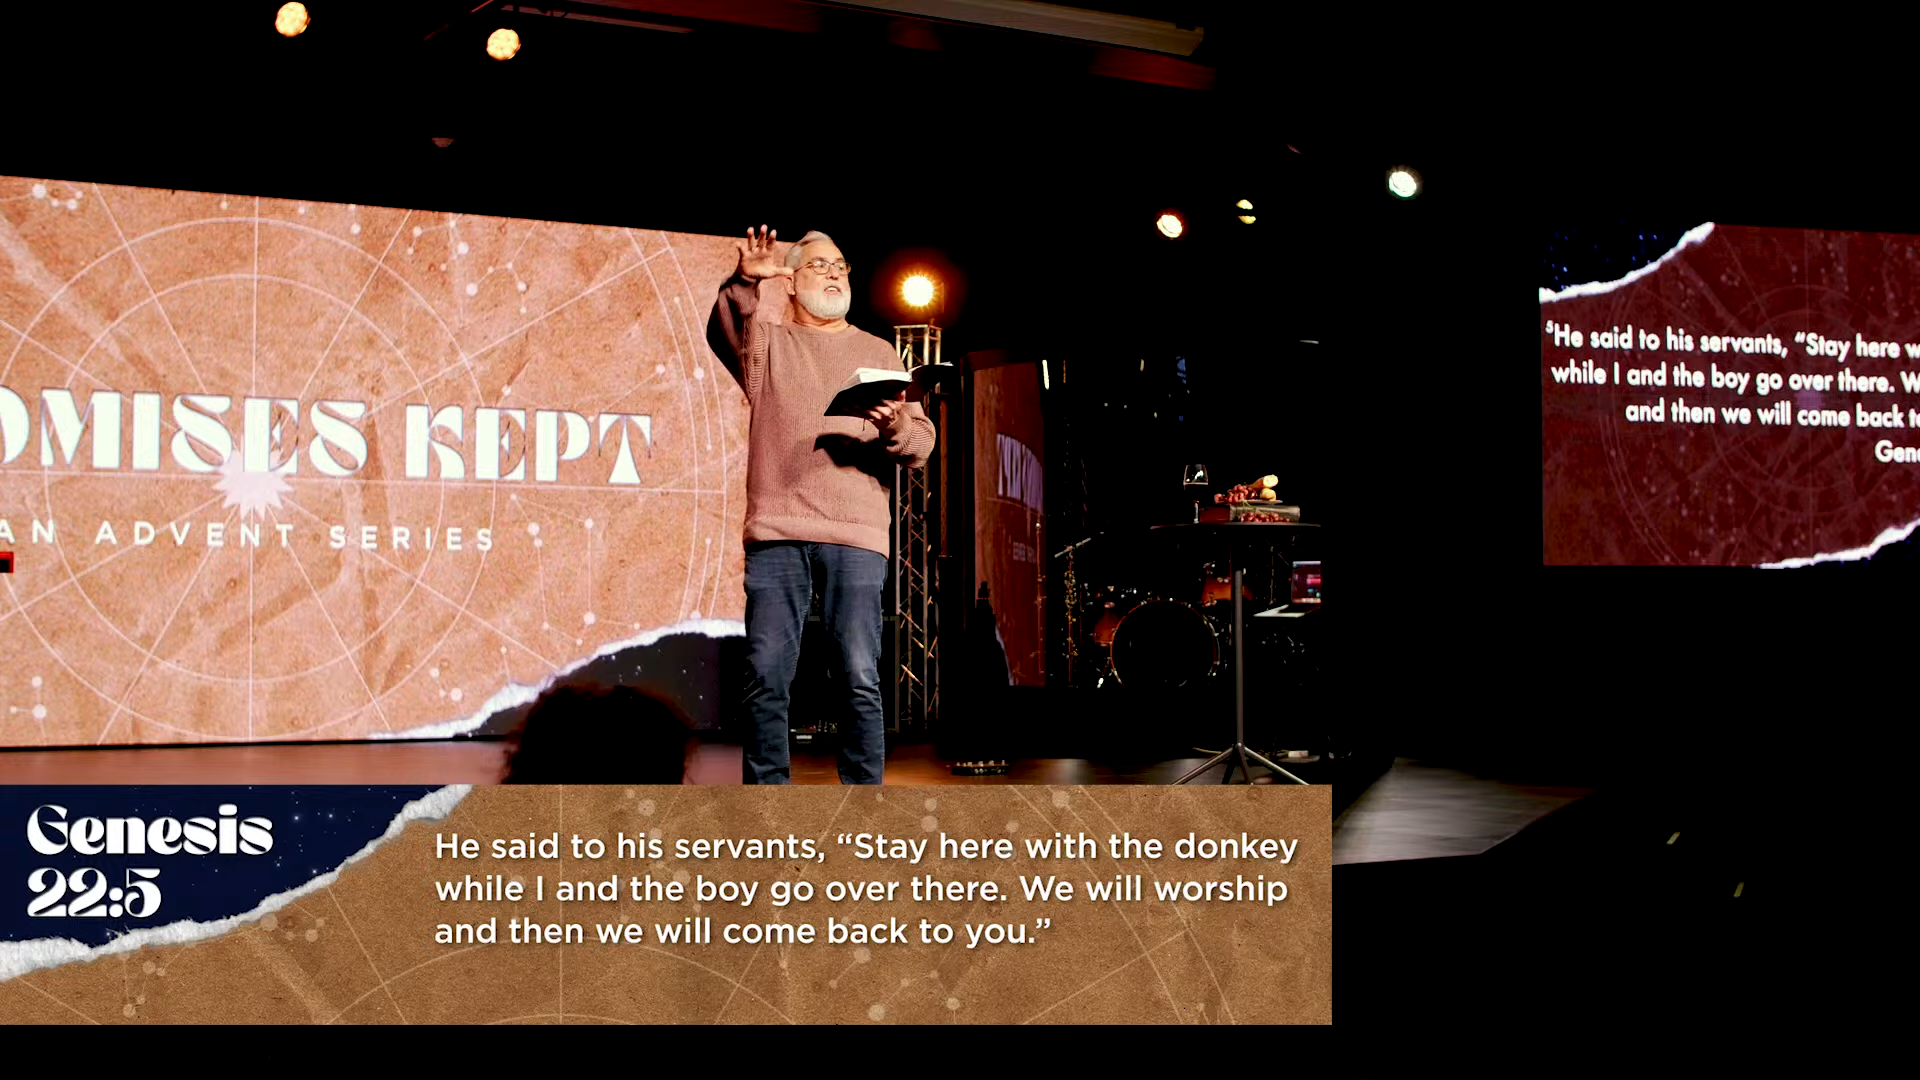 OMISES KEPT
AN ADVENT SERIES
5He said to his servants, “Stay here
while I and the boy go over there.
and then we will come back
Genesis
22:5
He said to his servants, “Stay here with the donkey
while I and the boy go over there. We will worship
and then we will come back to you.”